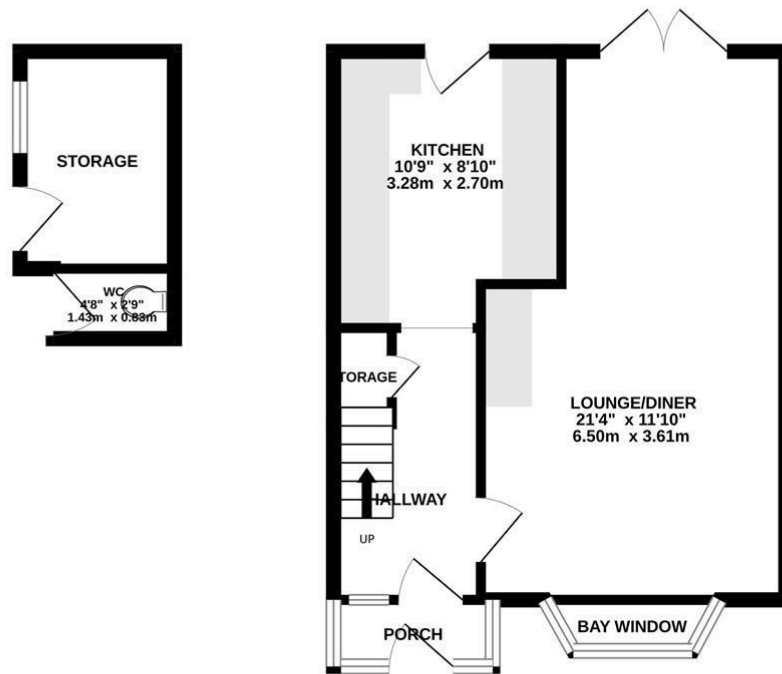 STORAGE
WC
4'8" x 2'9"
1.43m x 0.83m
KITCHEN
10'9" x 8'10"
3.28m x 2.70m
TORAGE
LOUNGE/DINER
21'4" x 11'10"
6.50m x 3.61m
HALLWAY
UP
PORCH
BAY WINDOW